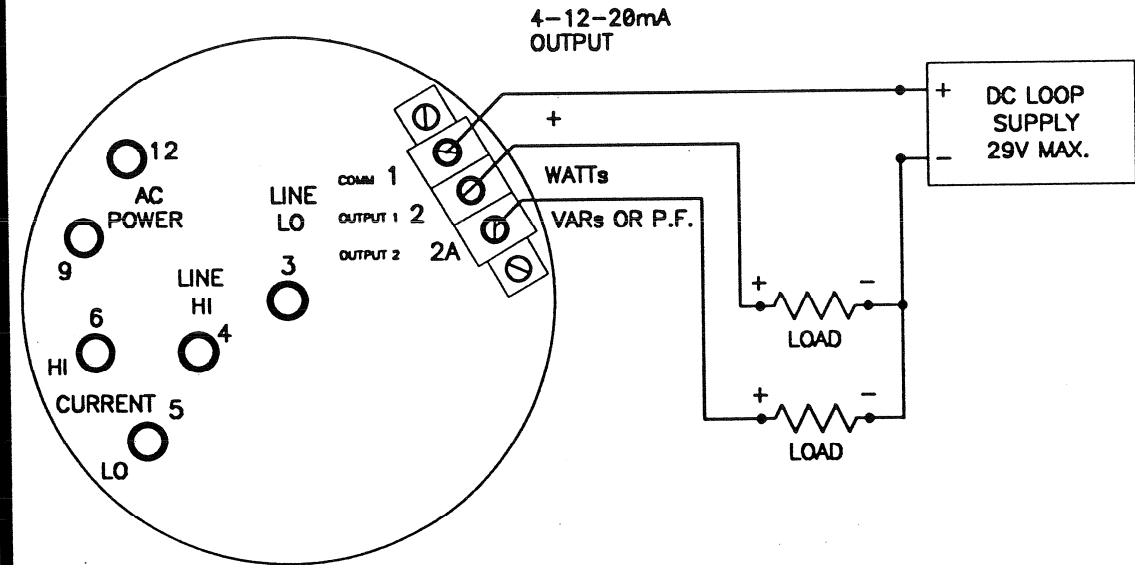 4-12-20mA
OUTPUT
+
DC LOOP
SUPPLY
29V MAX.
+
-
12
AC
POWER
9
LINE
LO
3
COMM 1
OUTPUT 1 2
OUTPUT 2 2A
WATTs
VARs OR P.F.
LINE
HI
4
6
HI
CURRENT 5
LO
+ -
LOAD
+ -
LOAD